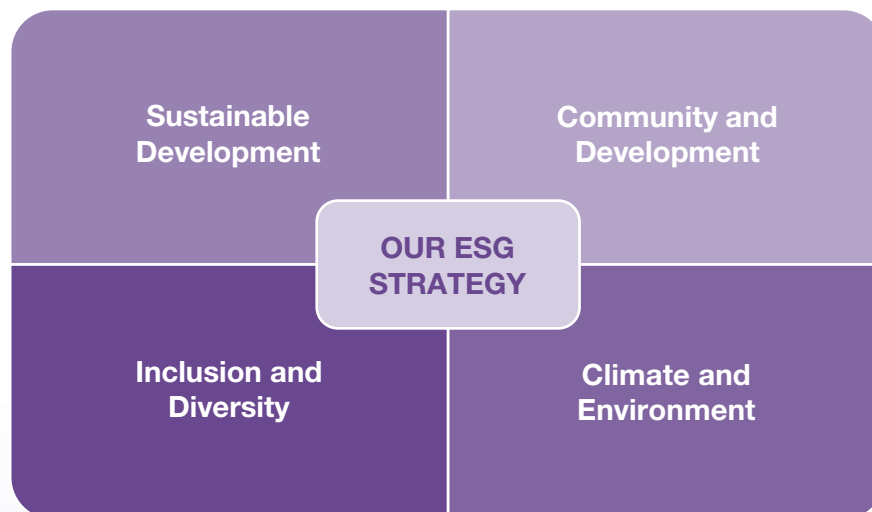 Sustainable
Development
Community and
Development
OUR ESG
STRATEGY
Inclusion and
Diversity
Climate and
Environment